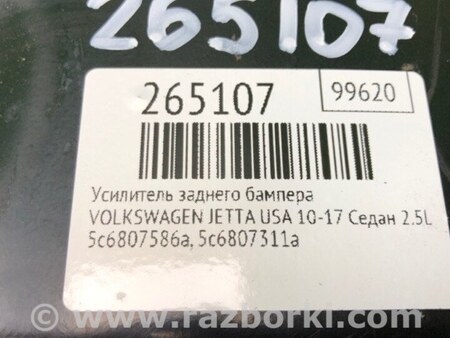 265107
265107
99620
Усилитель заднего бампера
VOLKSWAGEN JETTA USA 10-17 Седан 2.5L
5c6807586a, 5c6807311a
© www.razborki.com